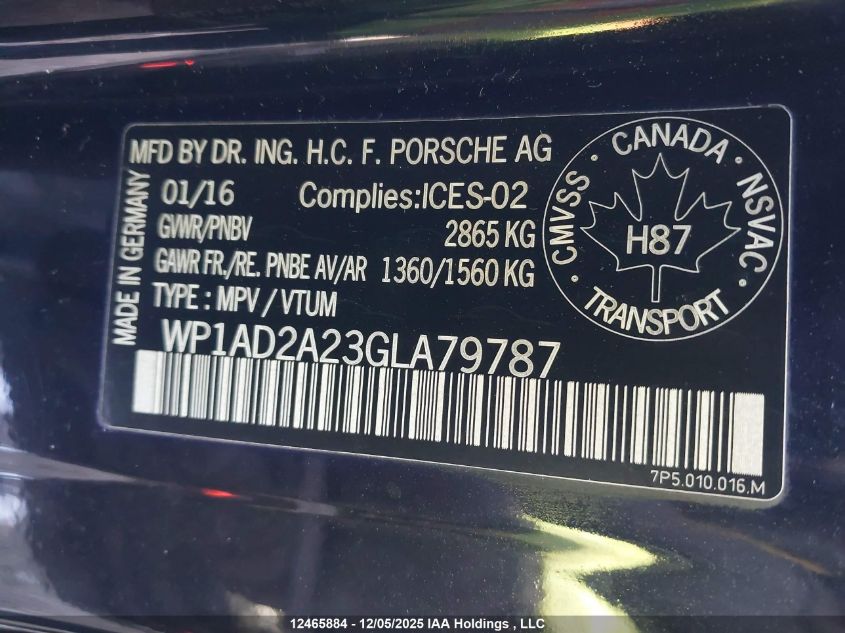 MFD BY DR. ING. H.C. F. PORSCHE AG
01/16 Complies:ICES-02
GWR/PNBV 2865 KG
GAWR FR./RE. PNBE AV/AR 1360/1560 KG
TYPE : MPV / VTUM
MADE IN GERMANY
WP1AD2A23GLA79787
7P5.010.016.M
CANADA
CMVSS
NSVAC
H87
TRANSPORT
12465884 - 12/05/2025 IAA Holdings , LLC